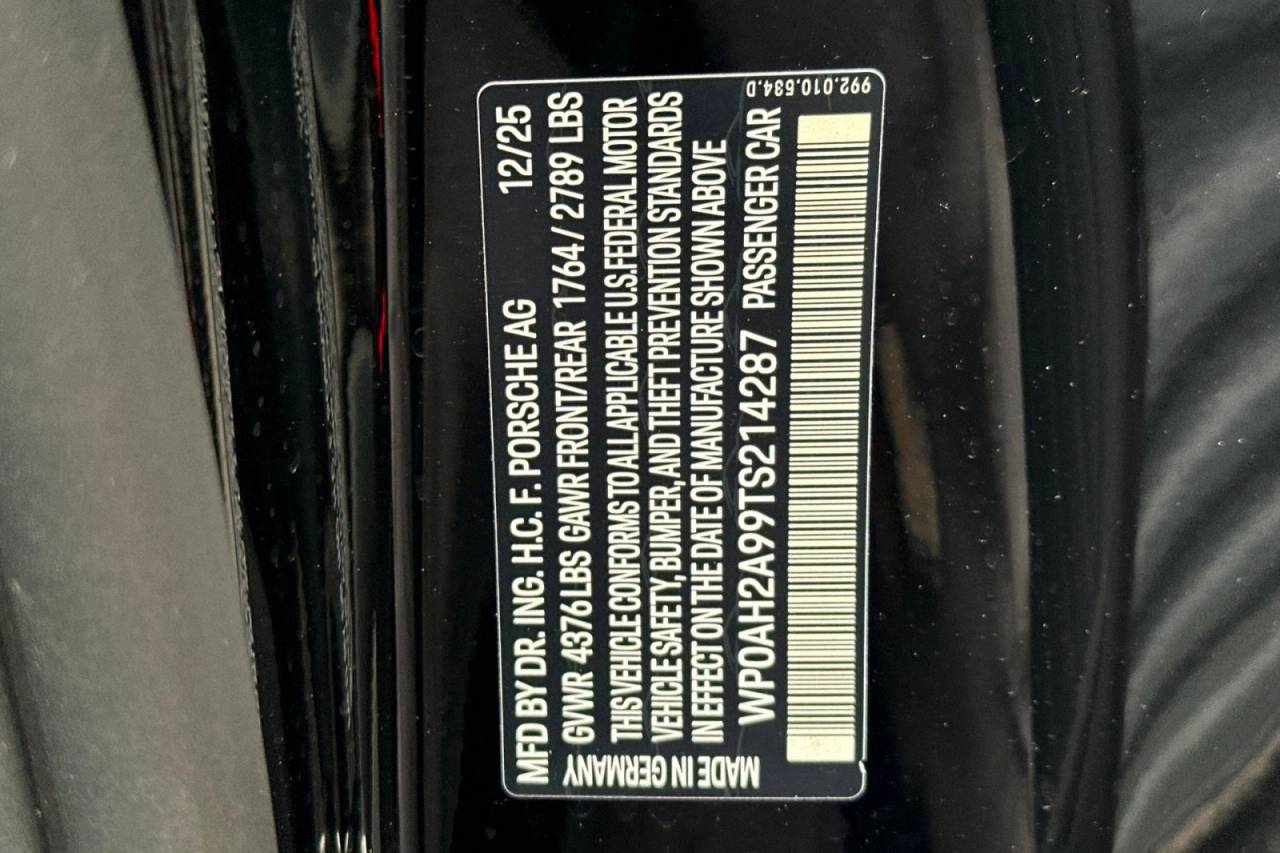 MFD BY DR. ING. H.C. F. PORSCHE AG 12/25
GVWR 4376 LBS GAWR FRONT/REAR 1764 / 2789 LBS
THIS VEHICLE CONFORMS TO ALL APPLICABLE U.S. FEDERAL MOTOR
VEHICLE SAFETY, BUMPER, AND THEFT PREVENTION STANDARDS
IN EFFECT ON THE DATE OF MANUFACTURE SHOWN ABOVE
WP0AH2A99TS214287 PASSENGER CAR
MADE IN GERMANY
992.010.534.D